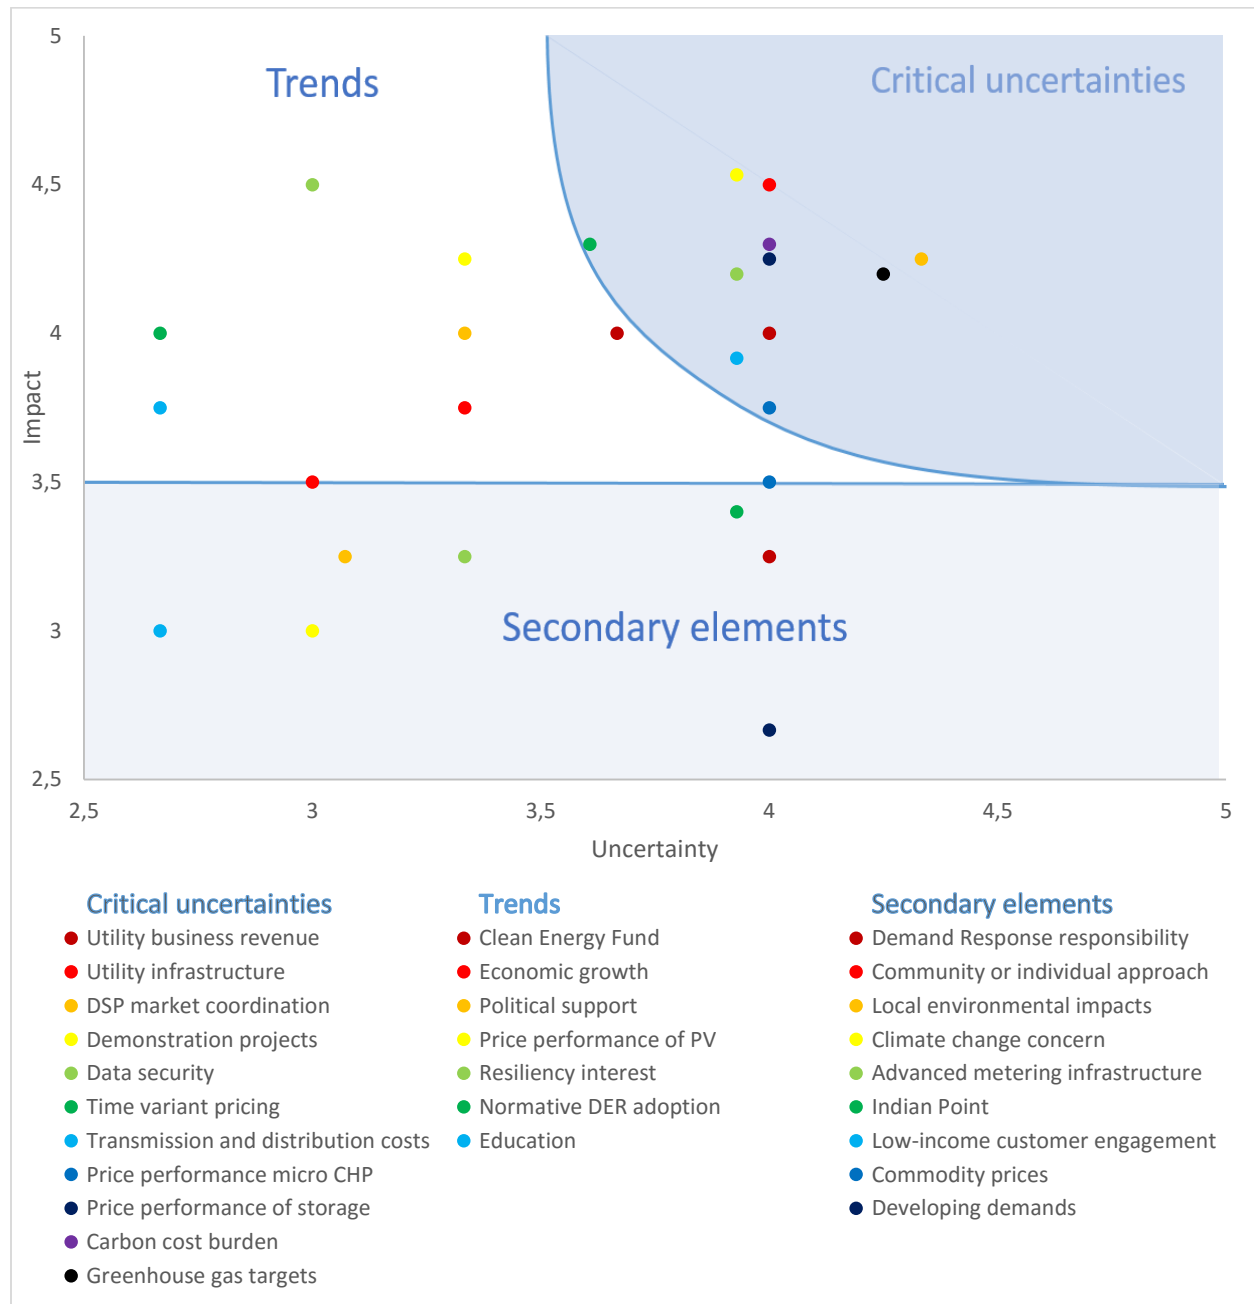 5
Trends
Critical uncertainties
4,5
4
Impact
3,5
3
Secondary elements
2,5
2,5
3
3,5
4
4,5
5
Uncertainty
Critical uncertainties
Utility business revenue
Utility infrastructure
DSP market coordination
Demonstration projects
Data security
Time variant pricing
Transmission and distribution costs
Price performance micro CHP
Price performance of storage
Carbon cost burden
Greenhouse gas targets
Trends
Clean Energy Fund
Economic growth
Political support
Price performance of PV
Resiliency interest
Normative DER adoption
Education
Secondary elements
Demand Response responsibility
Community or individual approach
Local environmental impacts
Climate change concern
Advanced metering infrastructure
Indian Point
Low-income customer engagement
Commodity prices
Developing demands